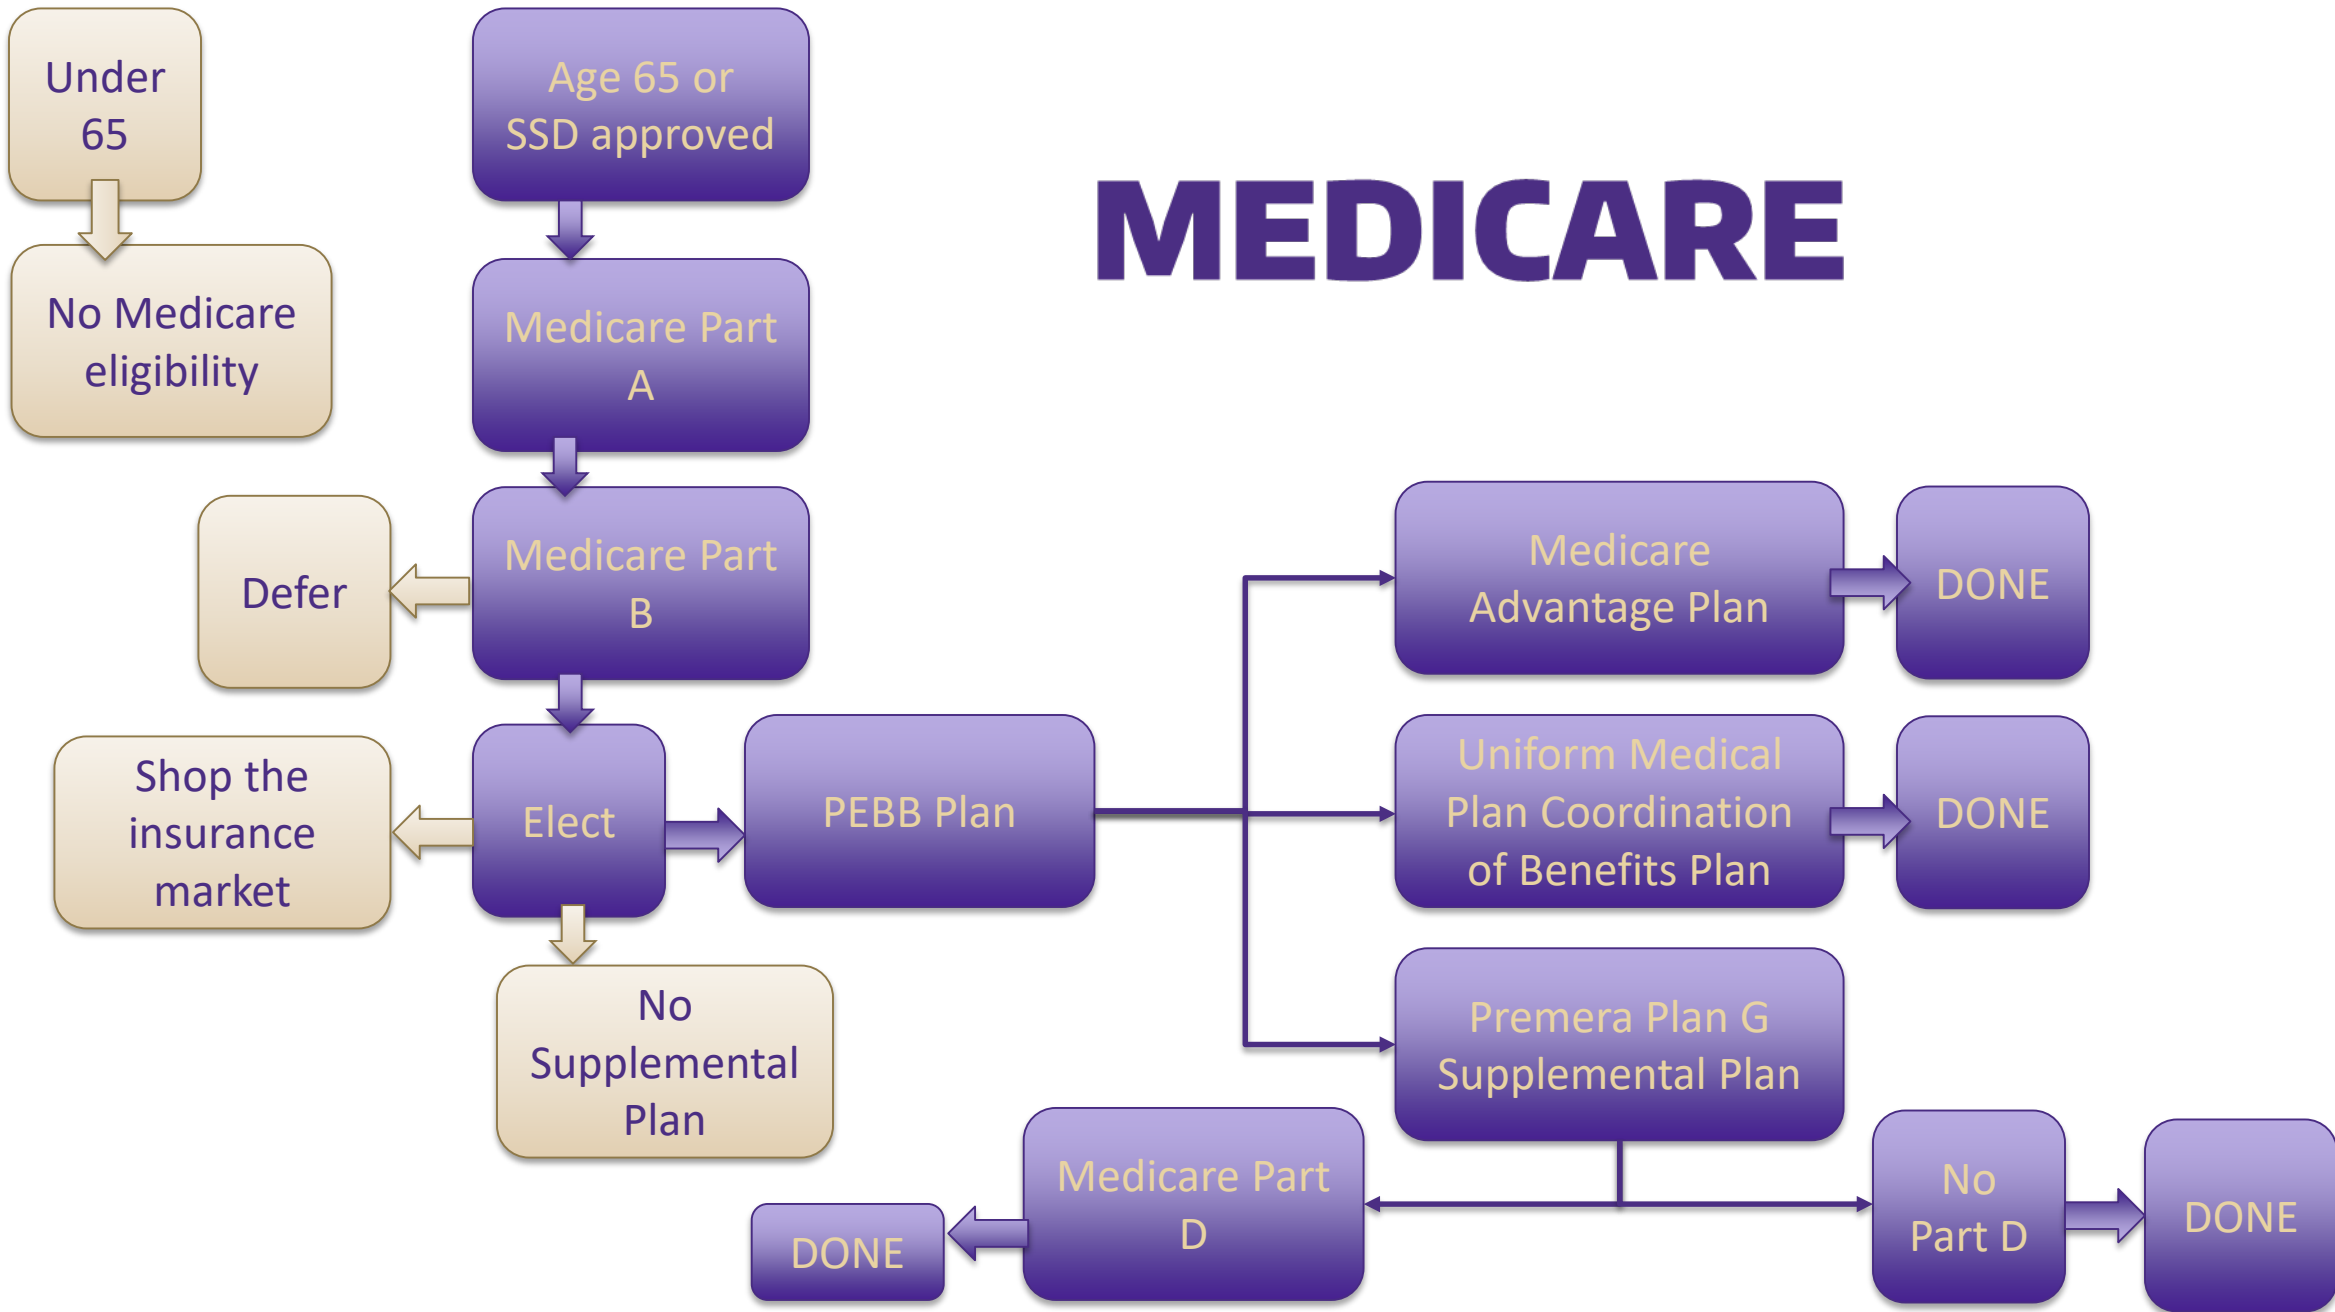 Under
65
Age 65 or
SSD approved
MEDICARE
No Medicare
eligibility
Medicare Part
A
Defer
Medicare Part
B
Medicare
Advantage Plan
DONE
Shop the
insurance
market
Elect
PEBB Plan
Uniform Medical
Plan Coordination
of Benefits Plan
DONE
No
Supplemental
Plan
Premera Plan G
Supplemental Plan
DONE
Medicare Part
D
No
Part D
DONE